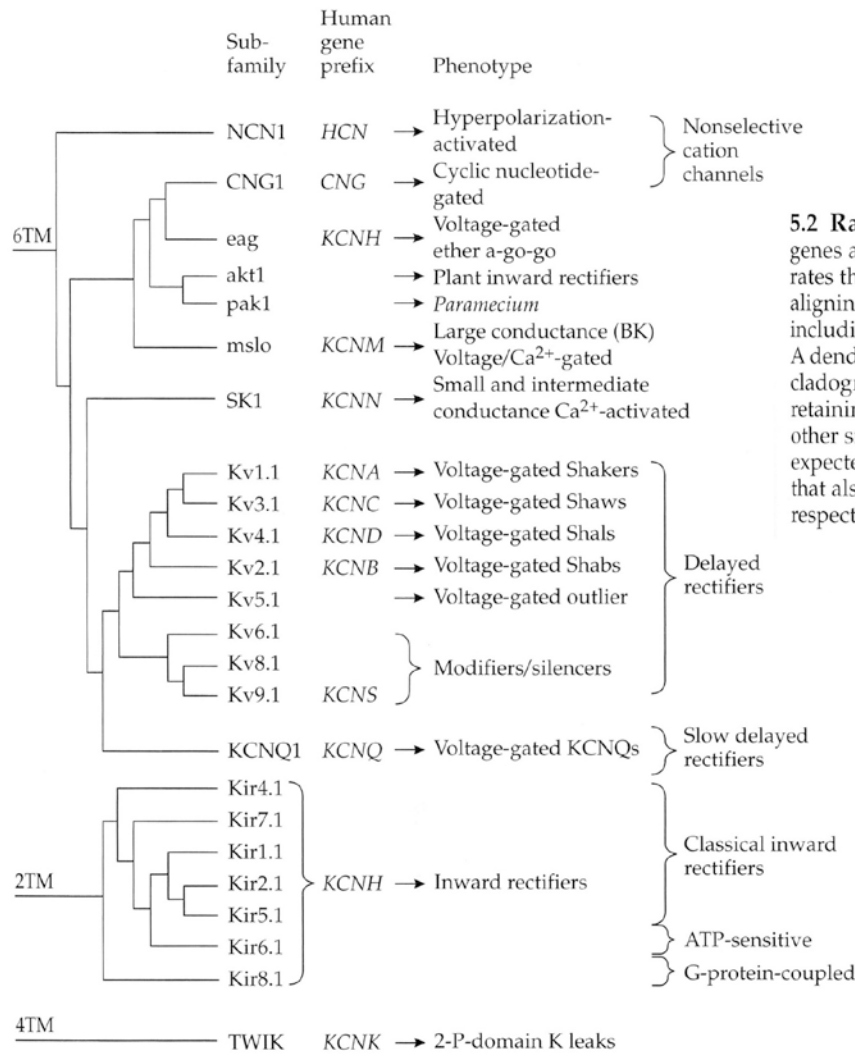 Sub-
family
Human
gene
prefix
Phenotype
6TM
NCN1 HCN → Hyperpolarization-
activated
CNG1 CNG → Cyclic nucleotide-
gated
Nonselective
cation
channels
eag KCNH → Voltage-gated
ether a-go-go
akt1 → Plant inward rectifiers
pak1 → Paramecium
mslo KCNM → Large conductance (BK)
Voltage/Ca²⁺-gated
SK1 KCNN → Small and intermediate
conductance Ca²⁺-activated
Kv1.1 KCNA → Voltage-gated Shakers
Kv3.1 KCNC → Voltage-gated Shaws
Kv4.1 KCND → Voltage-gated Shals
Kv2.1 KCNB → Voltage-gated Shabs
Kv5.1 → Voltage-gated outlier
Kv6.1
Kv8.1
Kv9.1 KCNS
Modifiers/silencers
Delayed
rectifiers
KCNQ1 KCNQ → Voltage-gated KCNQs
Slow delayed
rectifiers
2TM
Kir4.1
Kir7.1
Kir1.1
Kir2.1
Kir5.1
Kir6.1
Kir8.1
KCNH → Inward rectifiers
Classical inward
rectifiers
ATP-sensitive
G-protein-coupled
4TM
TWIK KCNK → 2-P-domain K leaks
5.2 Ra
genes a
rates th
aligning
includi
A dend
cladogr
retainin
other s
expecte
that als
respect